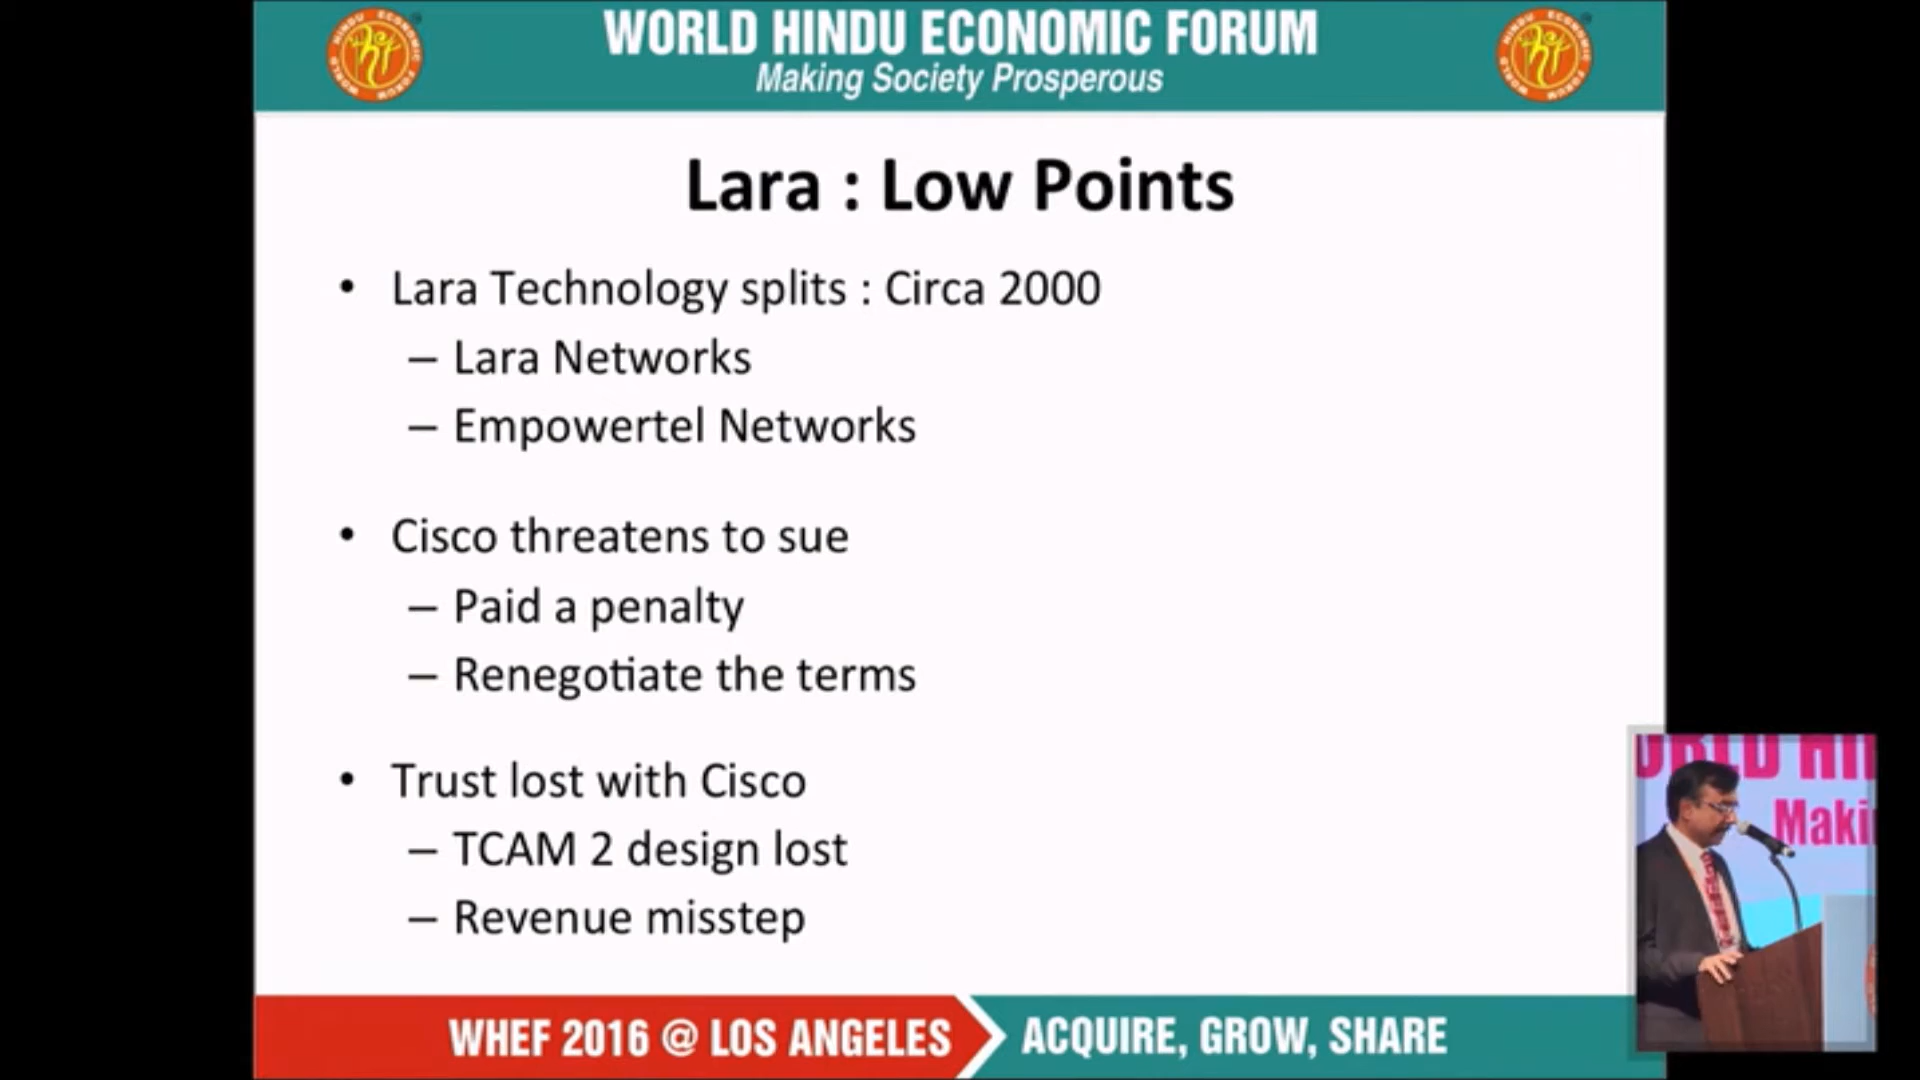 WORLD HINDU ECONOMIC FORUM
Making Society Prosperous
Lara : Low Points
• Lara Technology splits : Circa 2000
– Lara Networks
– Empowertel Networks
• Cisco threatens to sue
– Paid a penalty
– Renegotiate the terms
• Trust lost with Cisco
– TCAM 2 design lost
– Revenue misstep
WHEF 2016 @ LOS ANGELES
ACQUIRE, GROW, SHARE